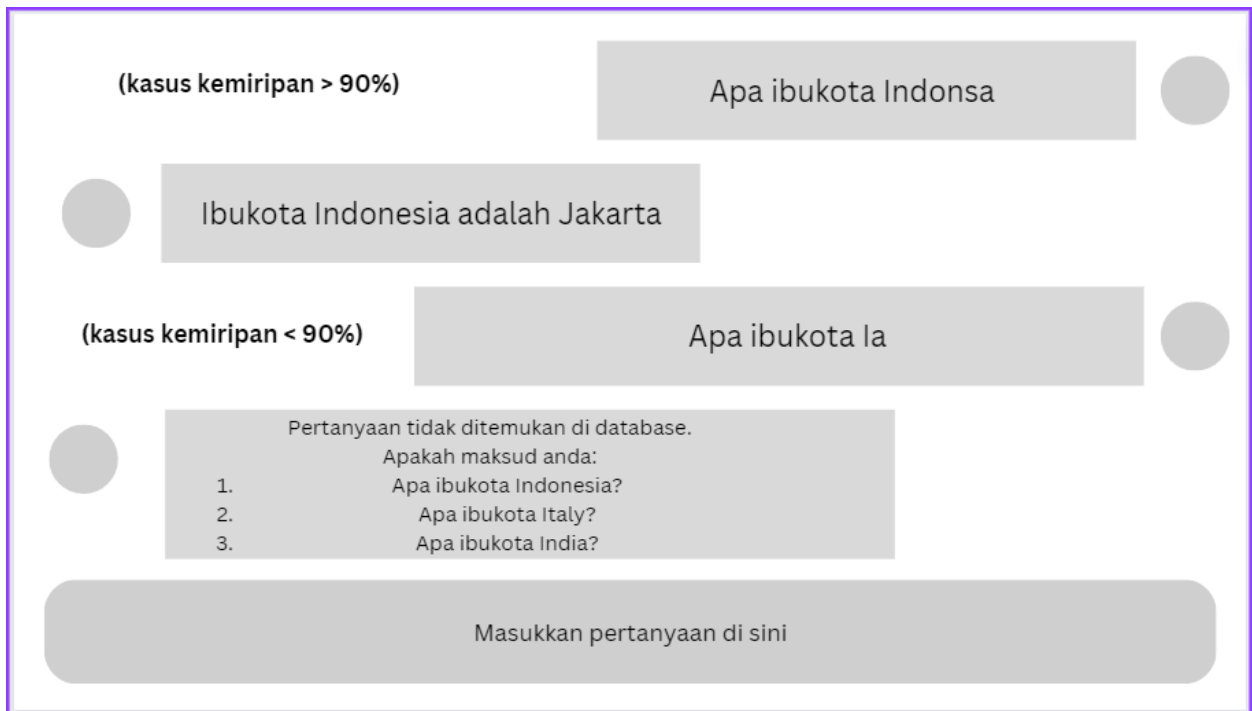 (kasus kemiripan > 90%)
Apa ibukota Indonsa
Ibukota Indonesia adalah Jakarta
(kasus kemiripan < 90%)
Apa ibukota Ia
Pertanyaan tidak ditemukan di database.
Apakah maksud anda:
1. Apa ibukota Indonesia?
2. Apa ibukota Italy?
3. Apa ibukota India?
Masukkan pertanyaan di sini